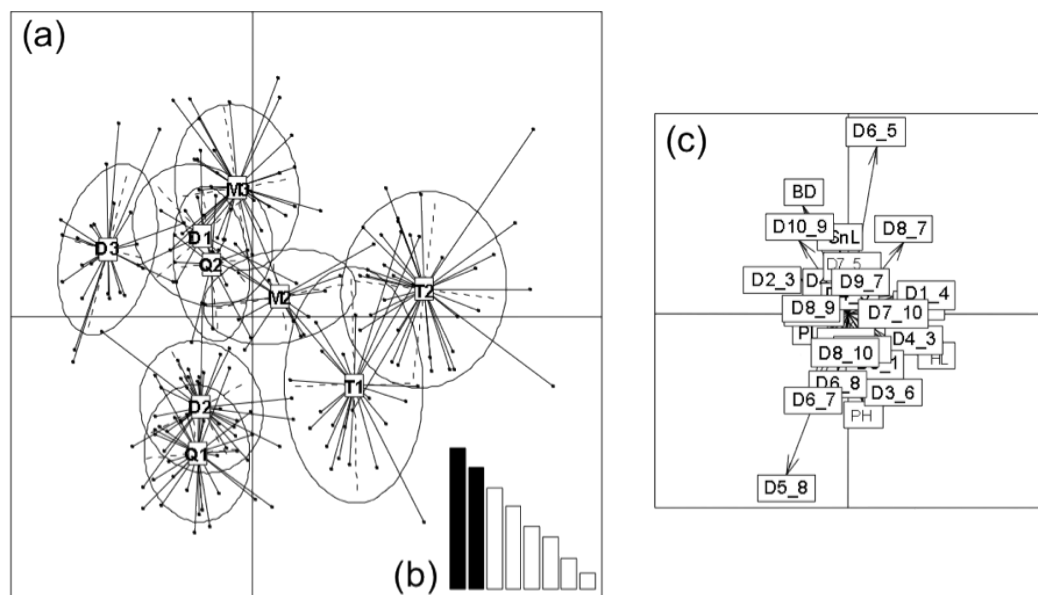 (a)
M3
D3
D1
Q2
M2
T2
T1
D2
Q1
(b)
(c)
D6_5
BD
D10_9
SnL
D8_7
D7_5
D2_3
D9_7
D1_4
D8_9
D7_10
D4_3
D8_10
HL
D6_8
D3_6
D6_7
PH
D5_8